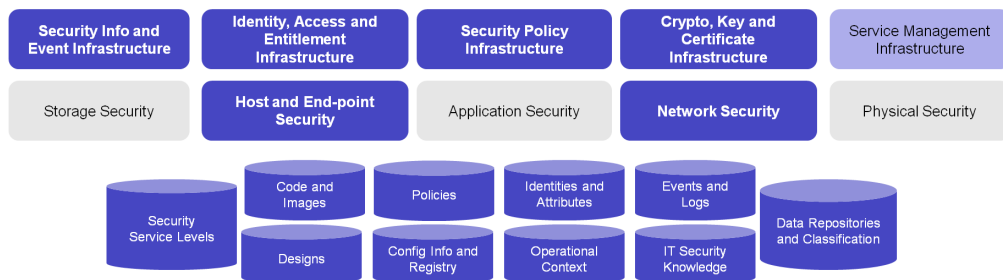 Security Info and
Event Infrastructure
Identity, Access and
Entitlement
Infrastructure
Security Policy
Infrastructure
Crypto, Key and
Certificate
Infrastructure
Service Management
Infrastructure
Storage Security
Host and End-point
Security
Application Security
Network Security
Physical Security
Security
Service Levels
Code and
Images
Policies
Identities and
Attributes
Events and
Logs
Data Repositories
and Classification
Designs
Config Info and
Registry
Operational
Context
IT Security
Knowledge